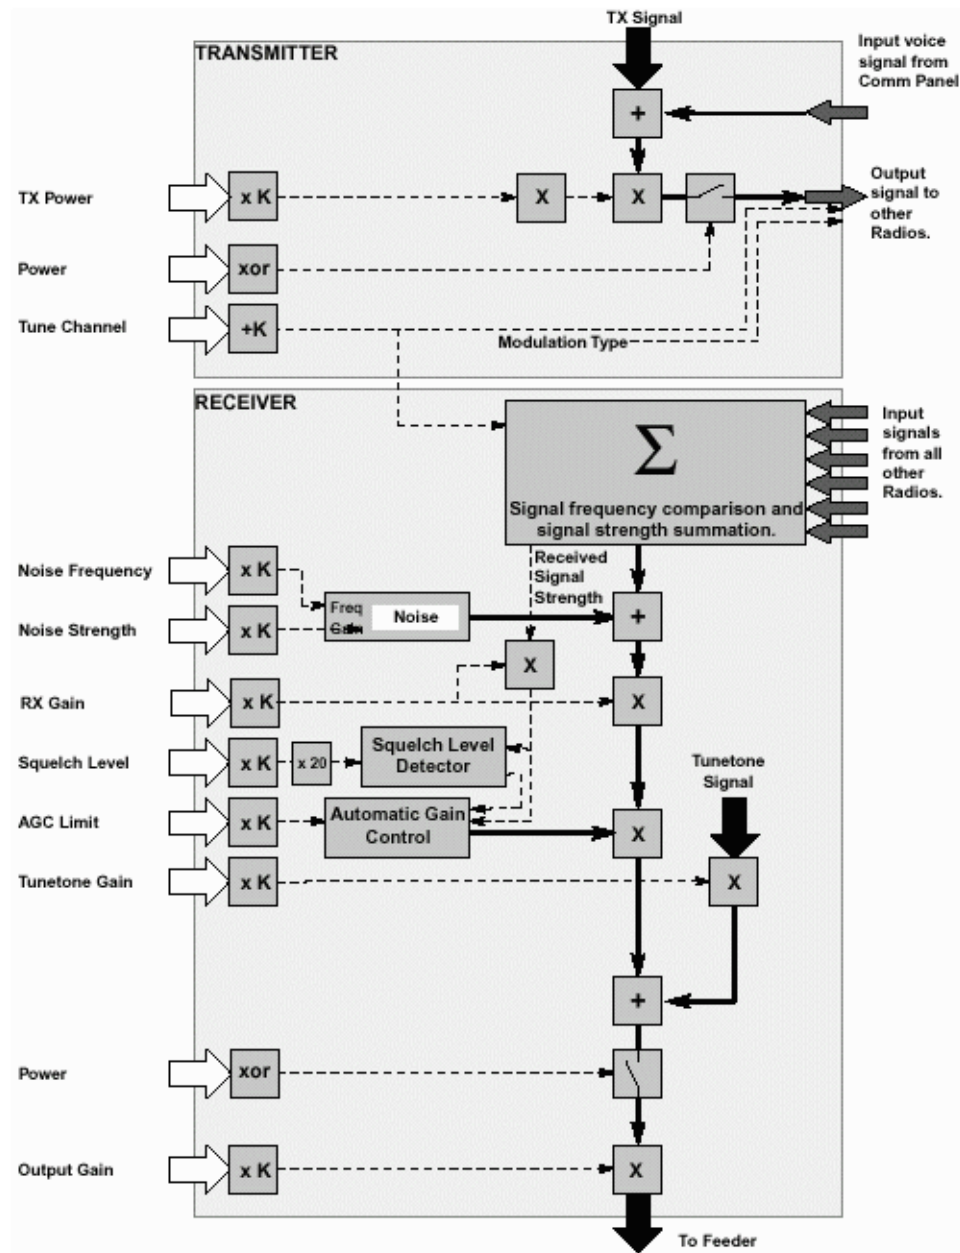 TX Signal
Input voice
signal from
Comm Panel
TRANSMITTER
+
TX Power
x K
X
X
Output
signal to
other
Radios.
Power
xor
Tune Channel
+K
Modulation Type
RECEIVER
Σ
Signal frequency comparison and
signal strength summation.
Input
signals
from all
other
Radios.
Received
Signal
Strength
Noise Frequency
x K
Freq
Gain
Noise
+
Noise Strength
x K
X
RX Gain
x K
X
Squelch Level
x K
x 20
Squelch Level
Detector
Tunetone
Signal
AGC Limit
x K
Automatic Gain
Control
X
Tunetone Gain
x K
X
+
Power
xor
Output Gain
x K
X
To Feeder